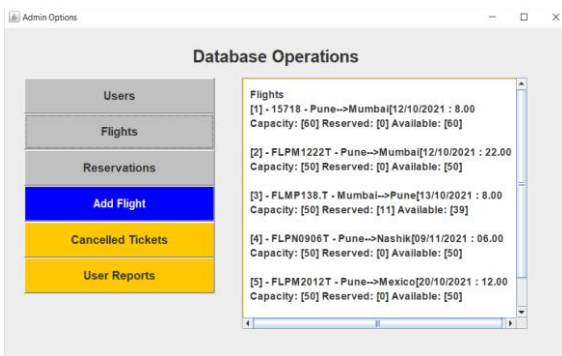 Admin Options
Database Operations
Users
Flights
Reservations
Add Flight
Cancelled Tickets
User Reports
Flights
[1] - 15718 - Pune-->Mumbai[12/10/2021 : 8.00
Capacity: [60] Reserved: [0] Available: [60]
[2] - FLPM1222T - Pune-->Mumbai[12/10/2021 : 22.00
Capacity: [50] Reserved: [0] Available: [50]
[3] - FLMP138.T - Mumbai-->Pune[13/10/2021 : 8.00
Capacity: [50] Reserved: [11] Available: [39]
[4] - FLPN0906T - Pune-->Nashik[09/11/2021 : 06.00
Capacity: [50] Reserved: [0] Available: [50]
[5] - FLPM2012T - Pune-->Mexico[20/10/2021 : 12.00
Capacity: [50] Reserved: [0] Available: [50]